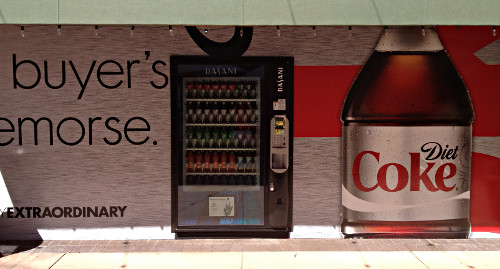 buyer's
emorse.
EXTRAORDINARY
DASANI
DASANI
Diet
Coke